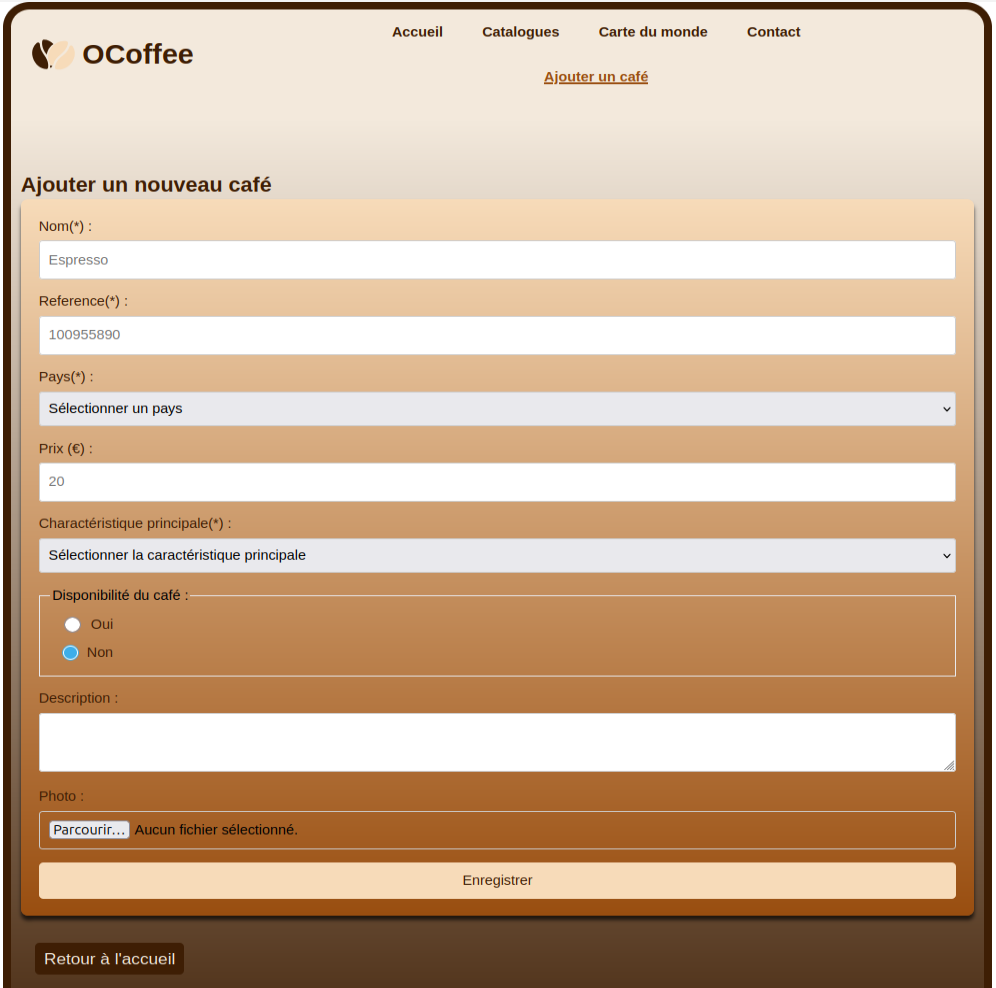 OCoffee
Accueil Catalogues Carte du monde Contact
Ajouter un café
Ajouter un nouveau café
Nom(*) :
Espresso
Reference(*) :
100955890
Pays(*) :
Sélectionner un pays
Prix (€) :
20
Charactéristique principale(*) :
Sélectionner la caractéristique principale
Disponibilité du café :
Oui
Non
Description :
Photo :
Parcourir... Aucun fichier sélectionné.
Enregistrer
Retour à l'accueil